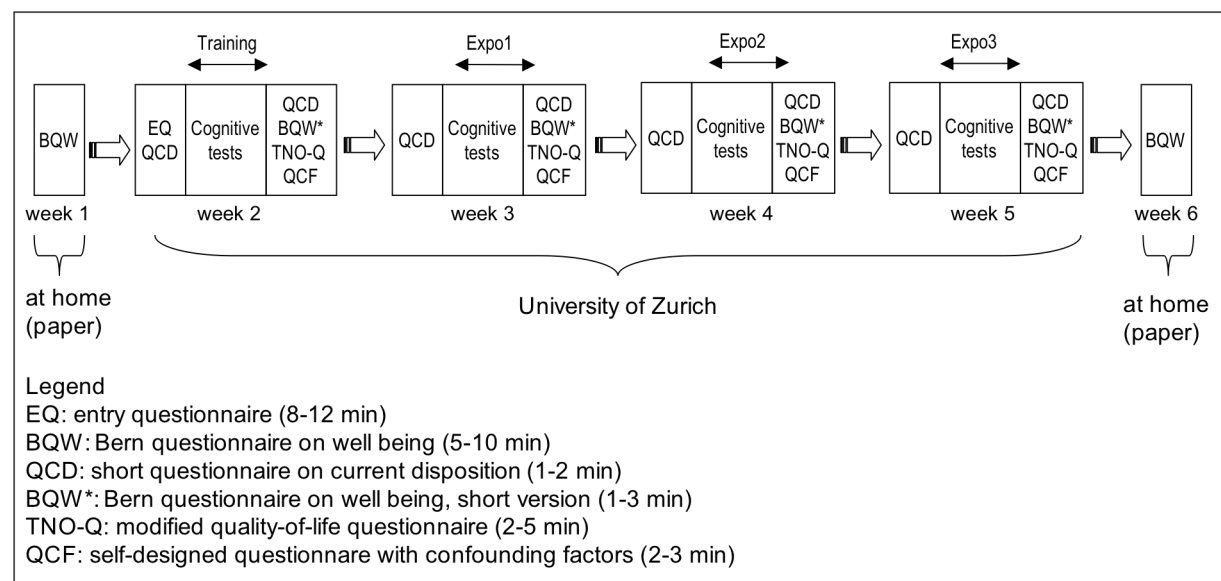 Training
Expo1
Expo2
Expo3
BQW
EQ
QCD
Cognitive
tests
QCD
BQW*
TNO-Q
QCF
QCD
Cognitive
tests
QCD
BQW*
TNO-Q
QCF
QCD
Cognitive
tests
QCD
BQW*
TNO-Q
QCF
QCD
Cognitive
tests
QCD
BQW*
TNO-Q
QCF
BQW
week 1
week 2
week 3
week 4
week 5
week 6
at home
(paper)
University of Zurich
at home
(paper)
Legend
EQ: entry questionnaire (8-12 min)
BQW: Bern questionnaire on well being (5-10 min)
QCD: short questionnaire on current disposition (1-2 min)
BQW*: Bern questionnaire on well being, short version (1-3 min)
TNO-Q: modified quality-of-life questionnaire (2-5 min)
QCF: self-designed questionnare with confounding factors (2-3 min)